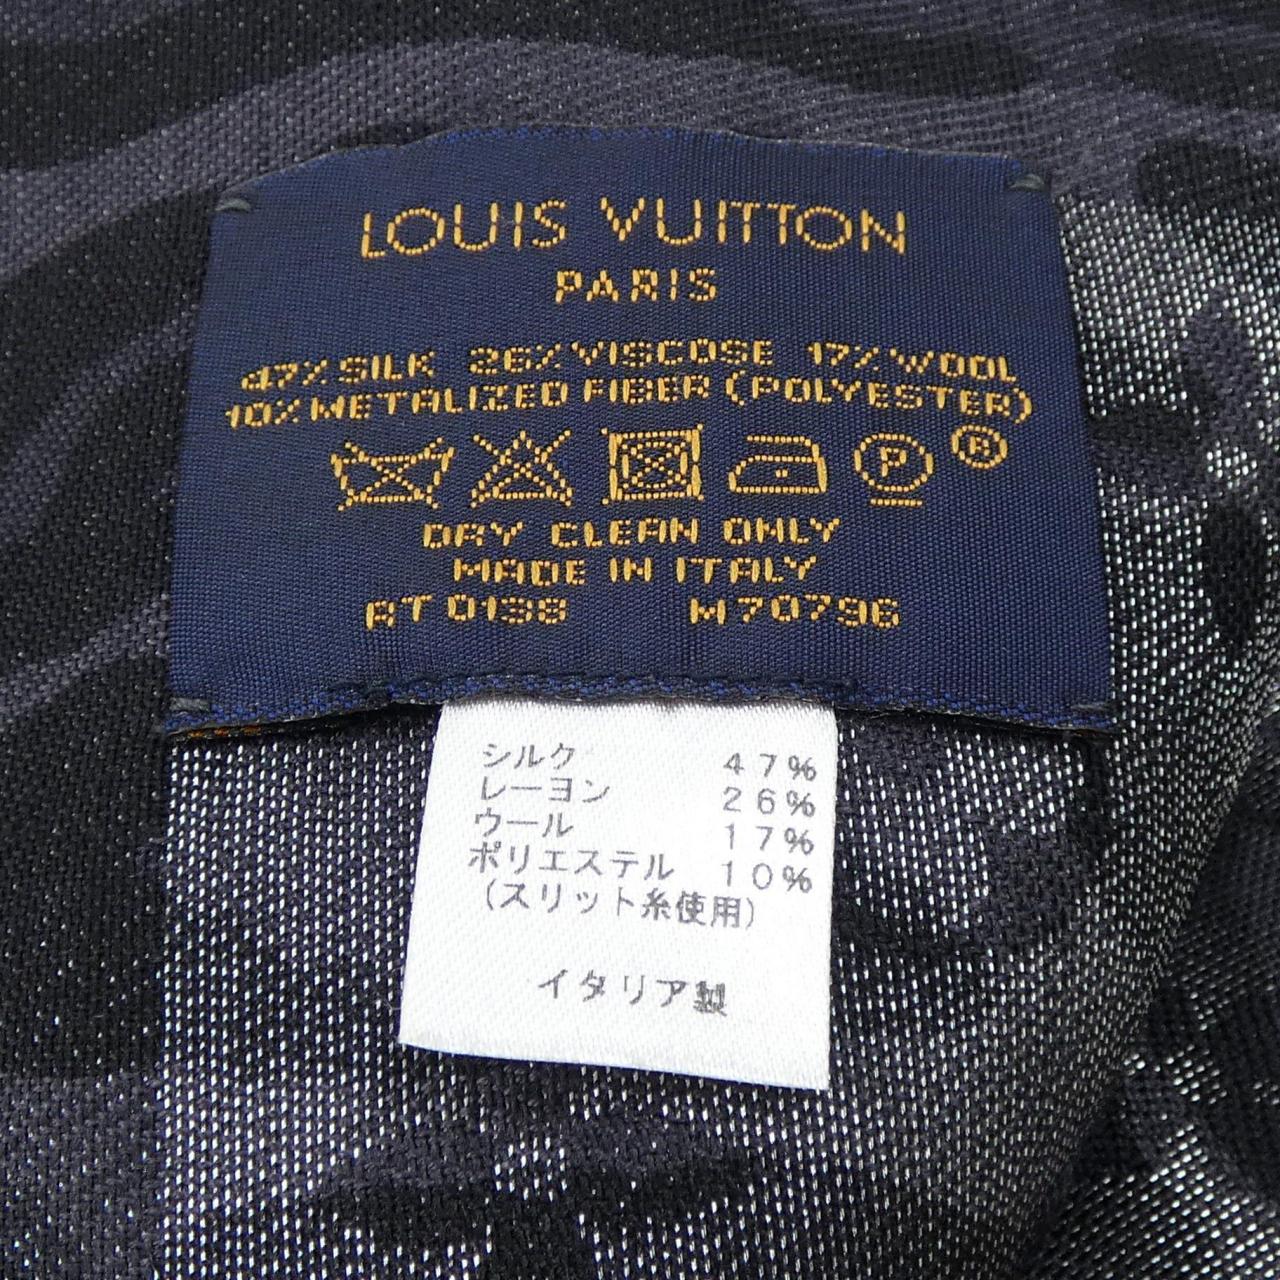 LOUIS VUITTON
PARIS
47% SILK 26% VISCOSE 17% WOOL
10% METALIZED FIBER (POLYESTER)
P ®
DRY CLEAN ONLY
MADE IN ITALY
RT 0138 M70796
シルク 47%
レーヨン 26%
ウール 17%
ポリエステル 10%
(スリット糸使用)
イタリア製